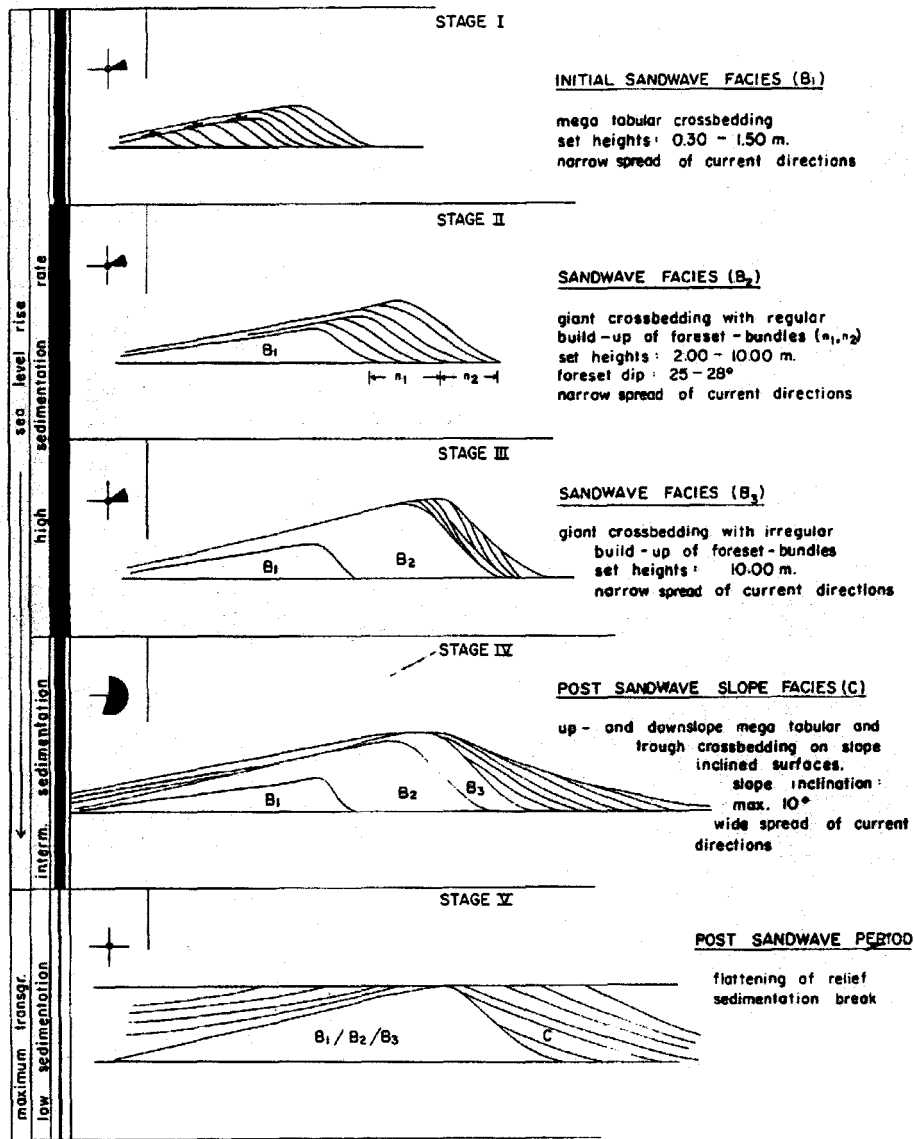 STAGE I
INITIAL SANDWAVE FACIES (B₁)
mega tabular crossbedding
set heights: 0.30 - 1.50 m.
narrow spread of current directions
STAGE II
SANDWAVE FACIES (B₂)
giant crossbedding with regular
build-up of foreset-bundles (n₁,n₂)
set heights: 2.00 - 10.00 m.
foreset dip: 25-28°
narrow spread of current directions
B₁
n₁
n₂
STAGE III
SANDWAVE FACIES (B₃)
giant crossbedding with irregular
build-up of foreset-bundles
set heights: 10.00 m.
narrow spread of current directions
B₁
B₂
STAGE IV
POST SANDWAVE SLOPE FACIES (C)
up- and downslope mega tabular and
trough crossbedding on slope
inclined surfaces.
slope inclination:
max. 10°
wide spread of current
directions
B₁
B₂
B₃
STAGE V
POST SANDWAVE PERIOD
flattening of relief
sedimentation break
B₁/B₂/B₃
C
sea level rise
high sedimentation rate
interm. sedimentation
maximum transgr.
low sedimentation